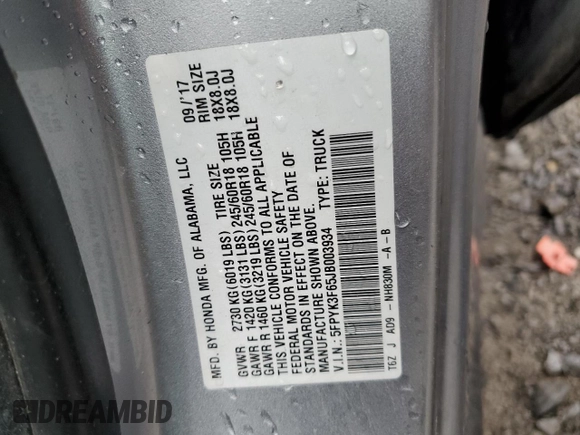 MFD. BY HONDA MFG. OF ALABAMA, LLC 09/'17
TIRE SIZE RIM SIZE
GVWR 2730 KG (6019 LBS)
GAWR F 1420 KG (3131 LBS) 245/60R18 105H 18X8.0J
GAWR R 1460 KG (3219 LBS) 245/60R18 105H 18X8.0J
THIS VEHICLE CONFORMS TO ALL APPLICABLE
FEDERAL MOTOR VEHICLE SAFETY
STANDARDS IN EFFECT ON THE DATE OF
MANUFACTURE SHOWN ABOVE.
V.I.N.: 5FPYK3F65JB003934 TYPE: TRUCK
T6Z J A09 - NH830M -A - B
DREAMBID